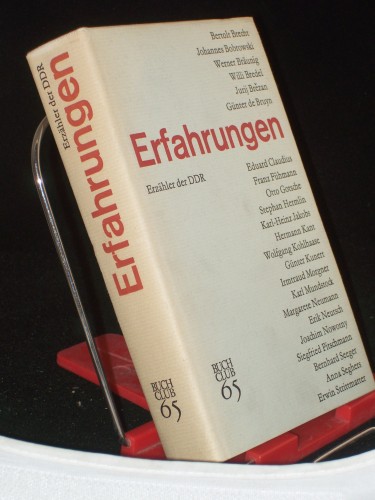 Erzähler der DDR
Erfahrungen
BUCH
CLUB
65
Bertolt Brecht
Johannes Bobrowski
Werner Bräunig
Willi Bredel
Jurij Brězan
Günter de Bruyn
Erfahrungen
Erzähler der DDR
Eduard Claudius
Franz Fühmann
Otto Gotsche
Stephan Hermlin
Karl-Heinz Jakobs
Hermann Kant
Wolfgang Kohlhaase
Günter Kunert
Irmtraud Morgner
Karl Mundstock
Margarete Neumann
Erik Neutsch
Joachim Nowotny
Siegfried Pitschmann
Bernhard Seeger
Anna Seghers
Erwin Strittmatter
BUCH
CLUB
65